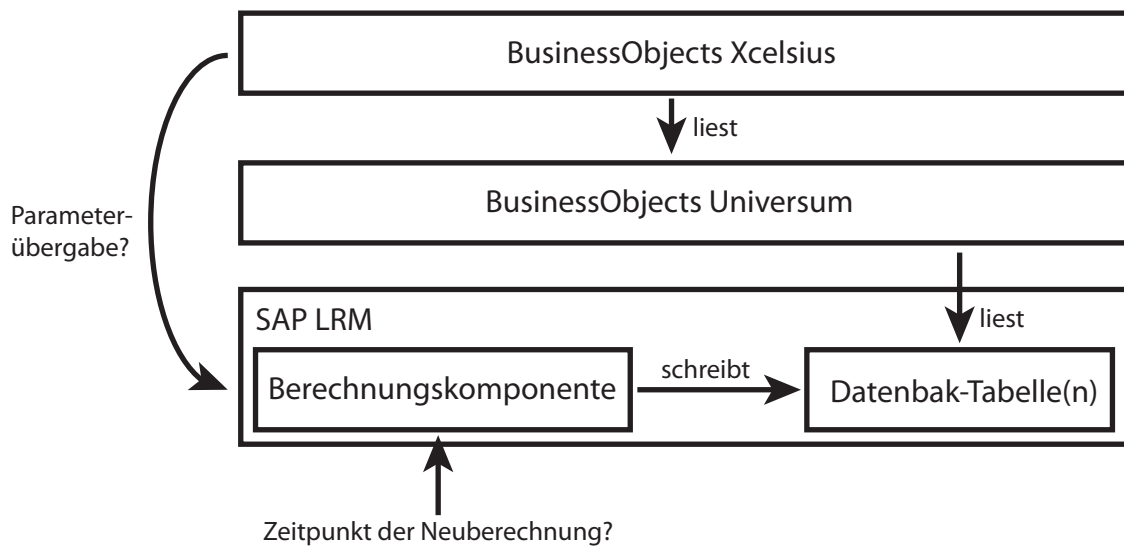 BusinessObjects Xcelsius
liest
BusinessObjects Universum
Parameter-
übergabe?
SAP LRM
liest
Berechnungskomponente
schreibt
Datenbak-Tabelle(n)
Zeitpunkt der Neuberechnung?